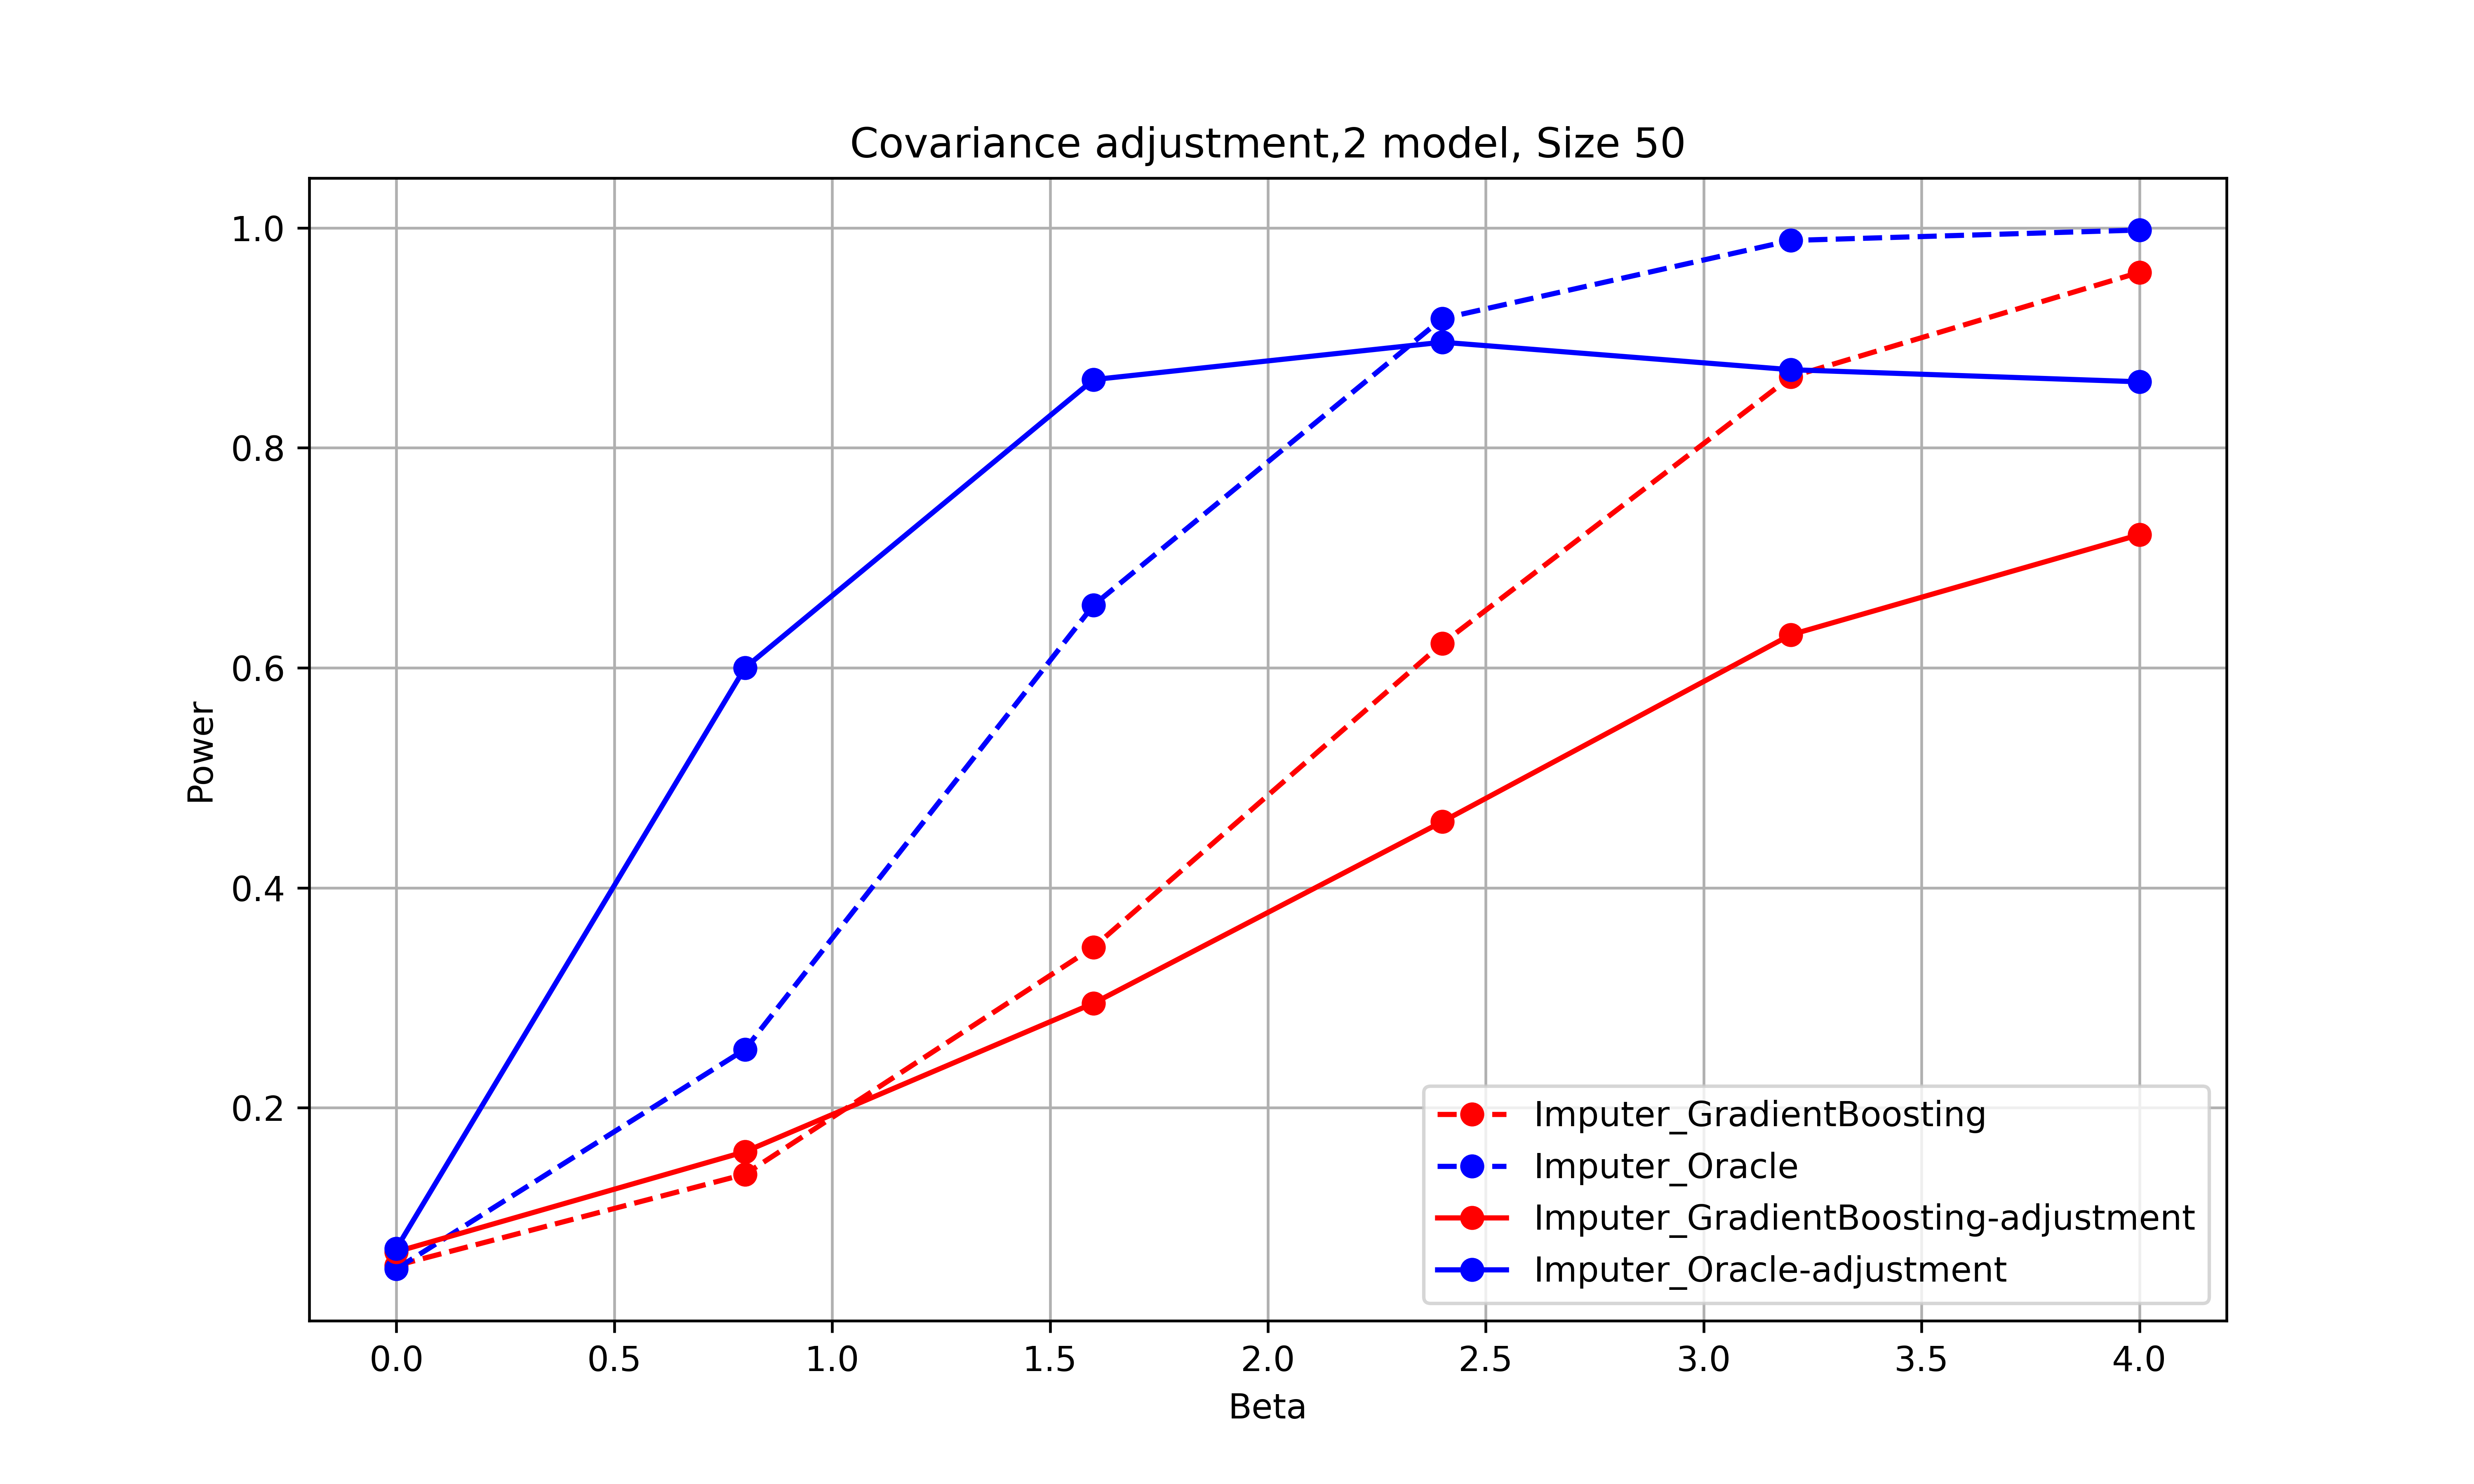 Covariance adjustment,2 model, Size 50
1.0
0.8
0.6
0.4
0.2
Power
Imputer_GradientBoosting
Imputer_Oracle
Imputer_GradientBoosting-adjustment
Imputer_Oracle-adjustment
0.0 0.5 1.0 1.5 2.0 2.5 3.0 3.5 4.0
Beta